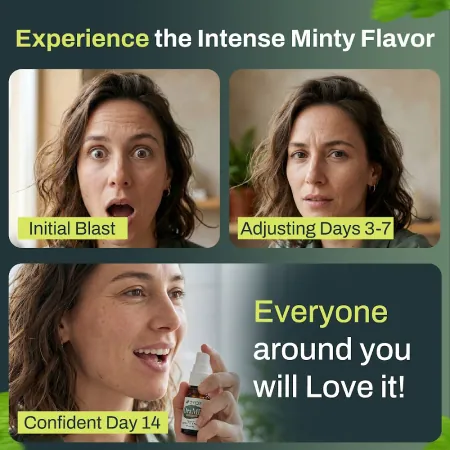 Experience the Intense Minty Flavor
Initial Blast
Adjusting Days 3-7
Everyone
around you
will Love it!
Confident Day 14